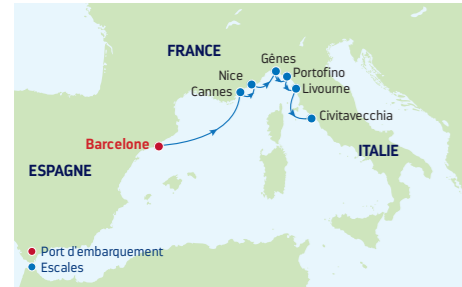 FRANCE
Gênes
Nice
Portofino
Cannes
Livourne
Civitavecchia
Barcelone
ITALIE
ESPAGNE
Port d'embarquement
Escales